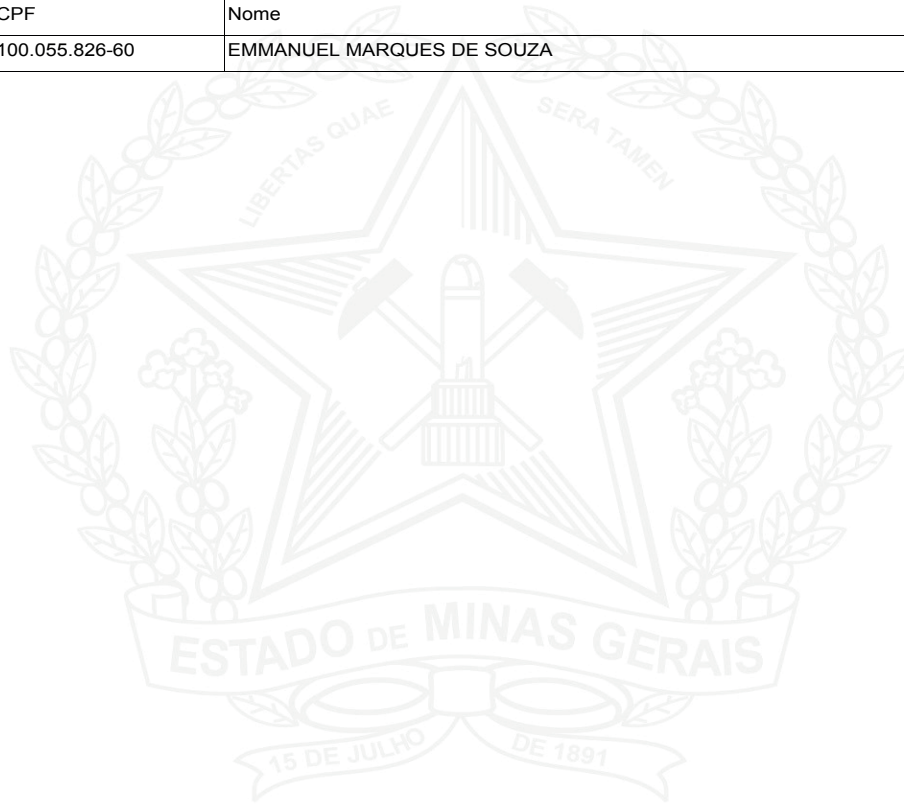 CPF Nome
100.055.826-60 EMMANUEL MARQUES DE SOUZA
LIBERTAS QUAE SERA TAMEN
ESTADO DE MINAS GERAIS
15 DE JULHO DE 1891